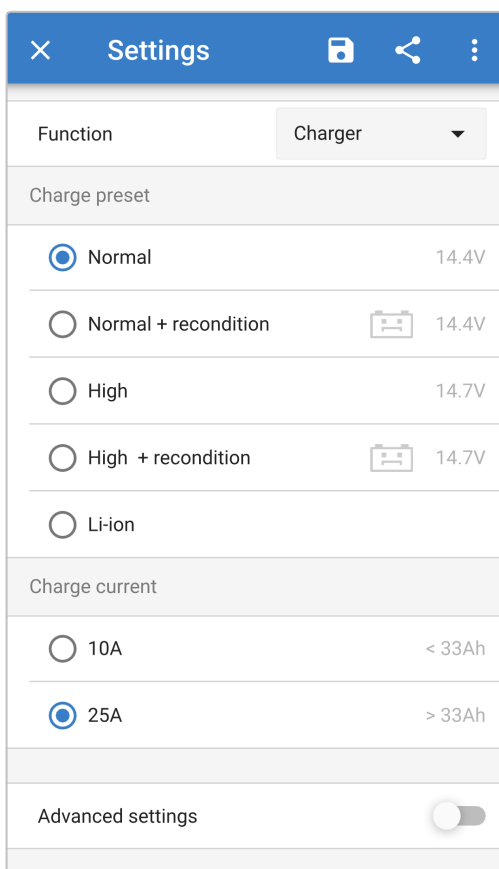 Settings
Function Charger
Charge preset
Normal 14.4V
Normal + recondition 14.4V
High 14.7V
High + recondition 14.7V
Li-ion
Charge current
10A < 33Ah
25A > 33Ah
Advanced settings